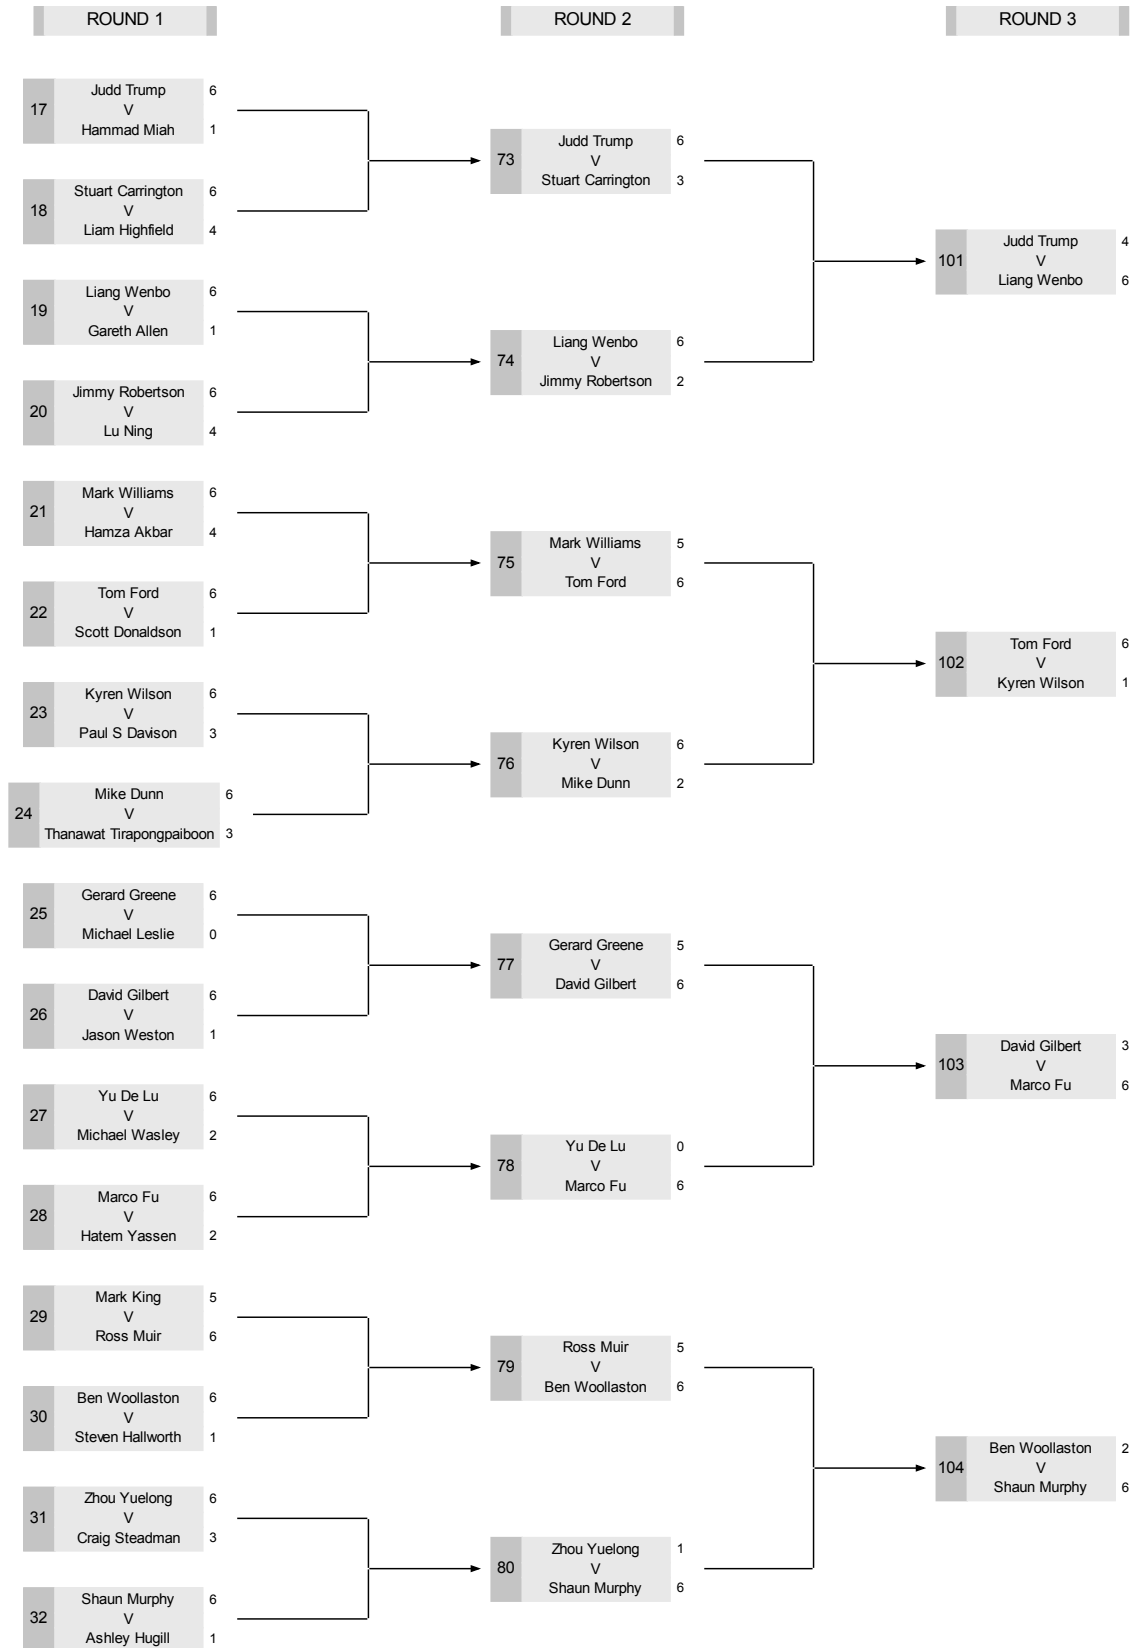 ROUND 1
ROUND 2
ROUND 3
17
Judd Trump 6
V
Hammad Miah 1
18
Stuart Carrington 6
V
Liam Highfield 4
19
Liang Wenbo 6
V
Gareth Allen 1
20
Jimmy Robertson 6
V
Lu Ning 4
21
Mark Williams 6
V
Hamza Akbar 4
22
Tom Ford 6
V
Scott Donaldson 1
23
Kyren Wilson 6
V
Paul S Davison 3
24
Mike Dunn 6
V
Thanawat Tirapongpaiboon 3
25
Gerard Greene 6
V
Michael Leslie 0
26
David Gilbert 6
V
Jason Weston 1
27
Yu De Lu 6
V
Michael Wasley 2
28
Marco Fu 6
V
Hatem Yassen 2
29
Mark King 5
V
Ross Muir 6
30
Ben Woollaston 6
V
Steven Hallworth 1
31
Zhou Yuelong 6
V
Craig Steadman 3
32
Shaun Murphy 6
V
Ashley Hugill 1
73
Judd Trump 6
V
Stuart Carrington 3
74
Liang Wenbo 6
V
Jimmy Robertson 2
75
Mark Williams 5
V
Tom Ford 6
76
Kyren Wilson 6
V
Mike Dunn 2
77
Gerard Greene 5
V
David Gilbert 6
78
Yu De Lu 0
V
Marco Fu 6
79
Ross Muir 5
V
Ben Woollaston 6
80
Zhou Yuelong 1
V
Shaun Murphy 6
101
Judd Trump 4
V
Liang Wenbo 6
102
Tom Ford 6
V
Kyren Wilson 1
103
David Gilbert 3
V
Marco Fu 6
104
Ben Woollaston 2
V
Shaun Murphy 6